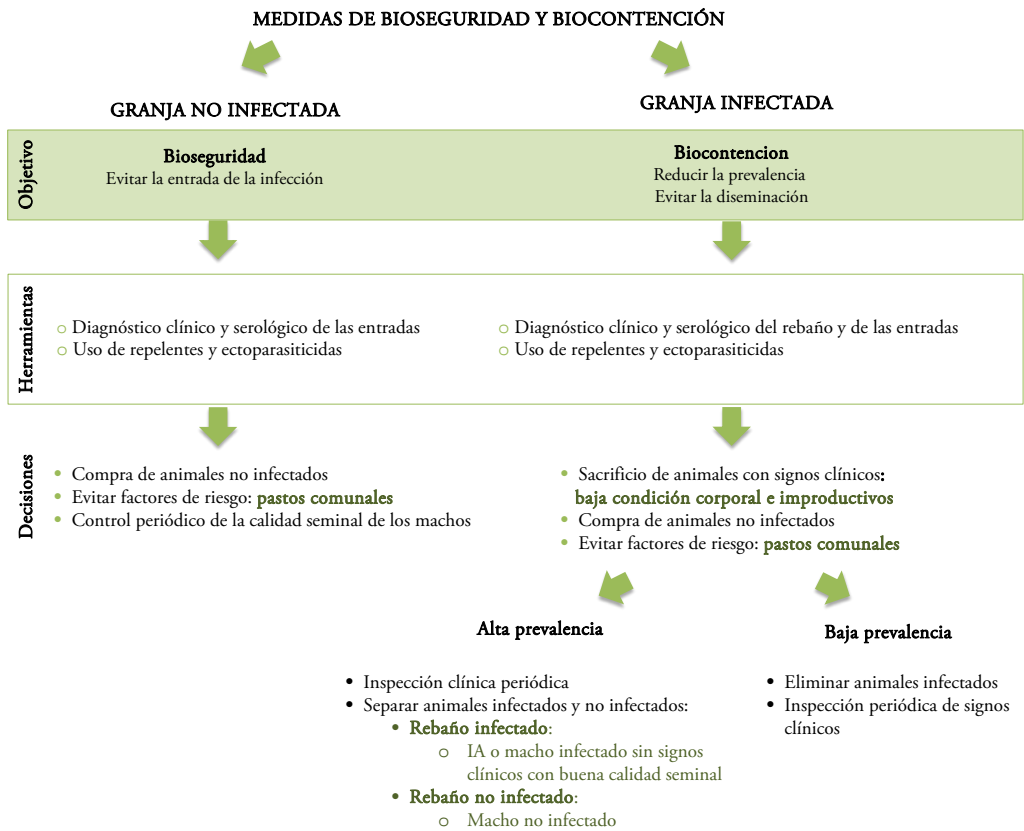 MEDIDAS DE BIOSEGURIDAD Y BIOCONTENCIÓN
GRANJA NO INFECTADA
GRANJA INFECTADA
Objetivo
Bioseguridad
Evitar la entrada de la infección
Biocontencion
Reducir la prevalencia
Evitar la diseminación
Herramientas
o Diagnóstico clínico y serológico de las entradas
o Uso de repelentes y ectoparasiticidas
o Diagnóstico clínico y serológico del rebaño y de las entradas
o Uso de repelentes y ectoparasiticidas
Decisiones
• Compra de animales no infectados
• Evitar factores de riesgo: pastos comunales
• Control periódico de la calidad seminal de los machos
• Sacrificio de animales con signos clínicos:
baja condición corporal e improductivos
• Compra de animales no infectados
• Evitar factores de riesgo: pastos comunales
Alta prevalencia
• Inspección clínica periódica
• Separar animales infectados y no infectados:
• Rebaño infectado:
o IA o macho infectado sin signos
clínicos con buena calidad seminal
• Rebaño no infectado:
o Macho no infectado
Baja prevalencia
• Eliminar animales infectados
• Inspección periódica de signos
clínicos